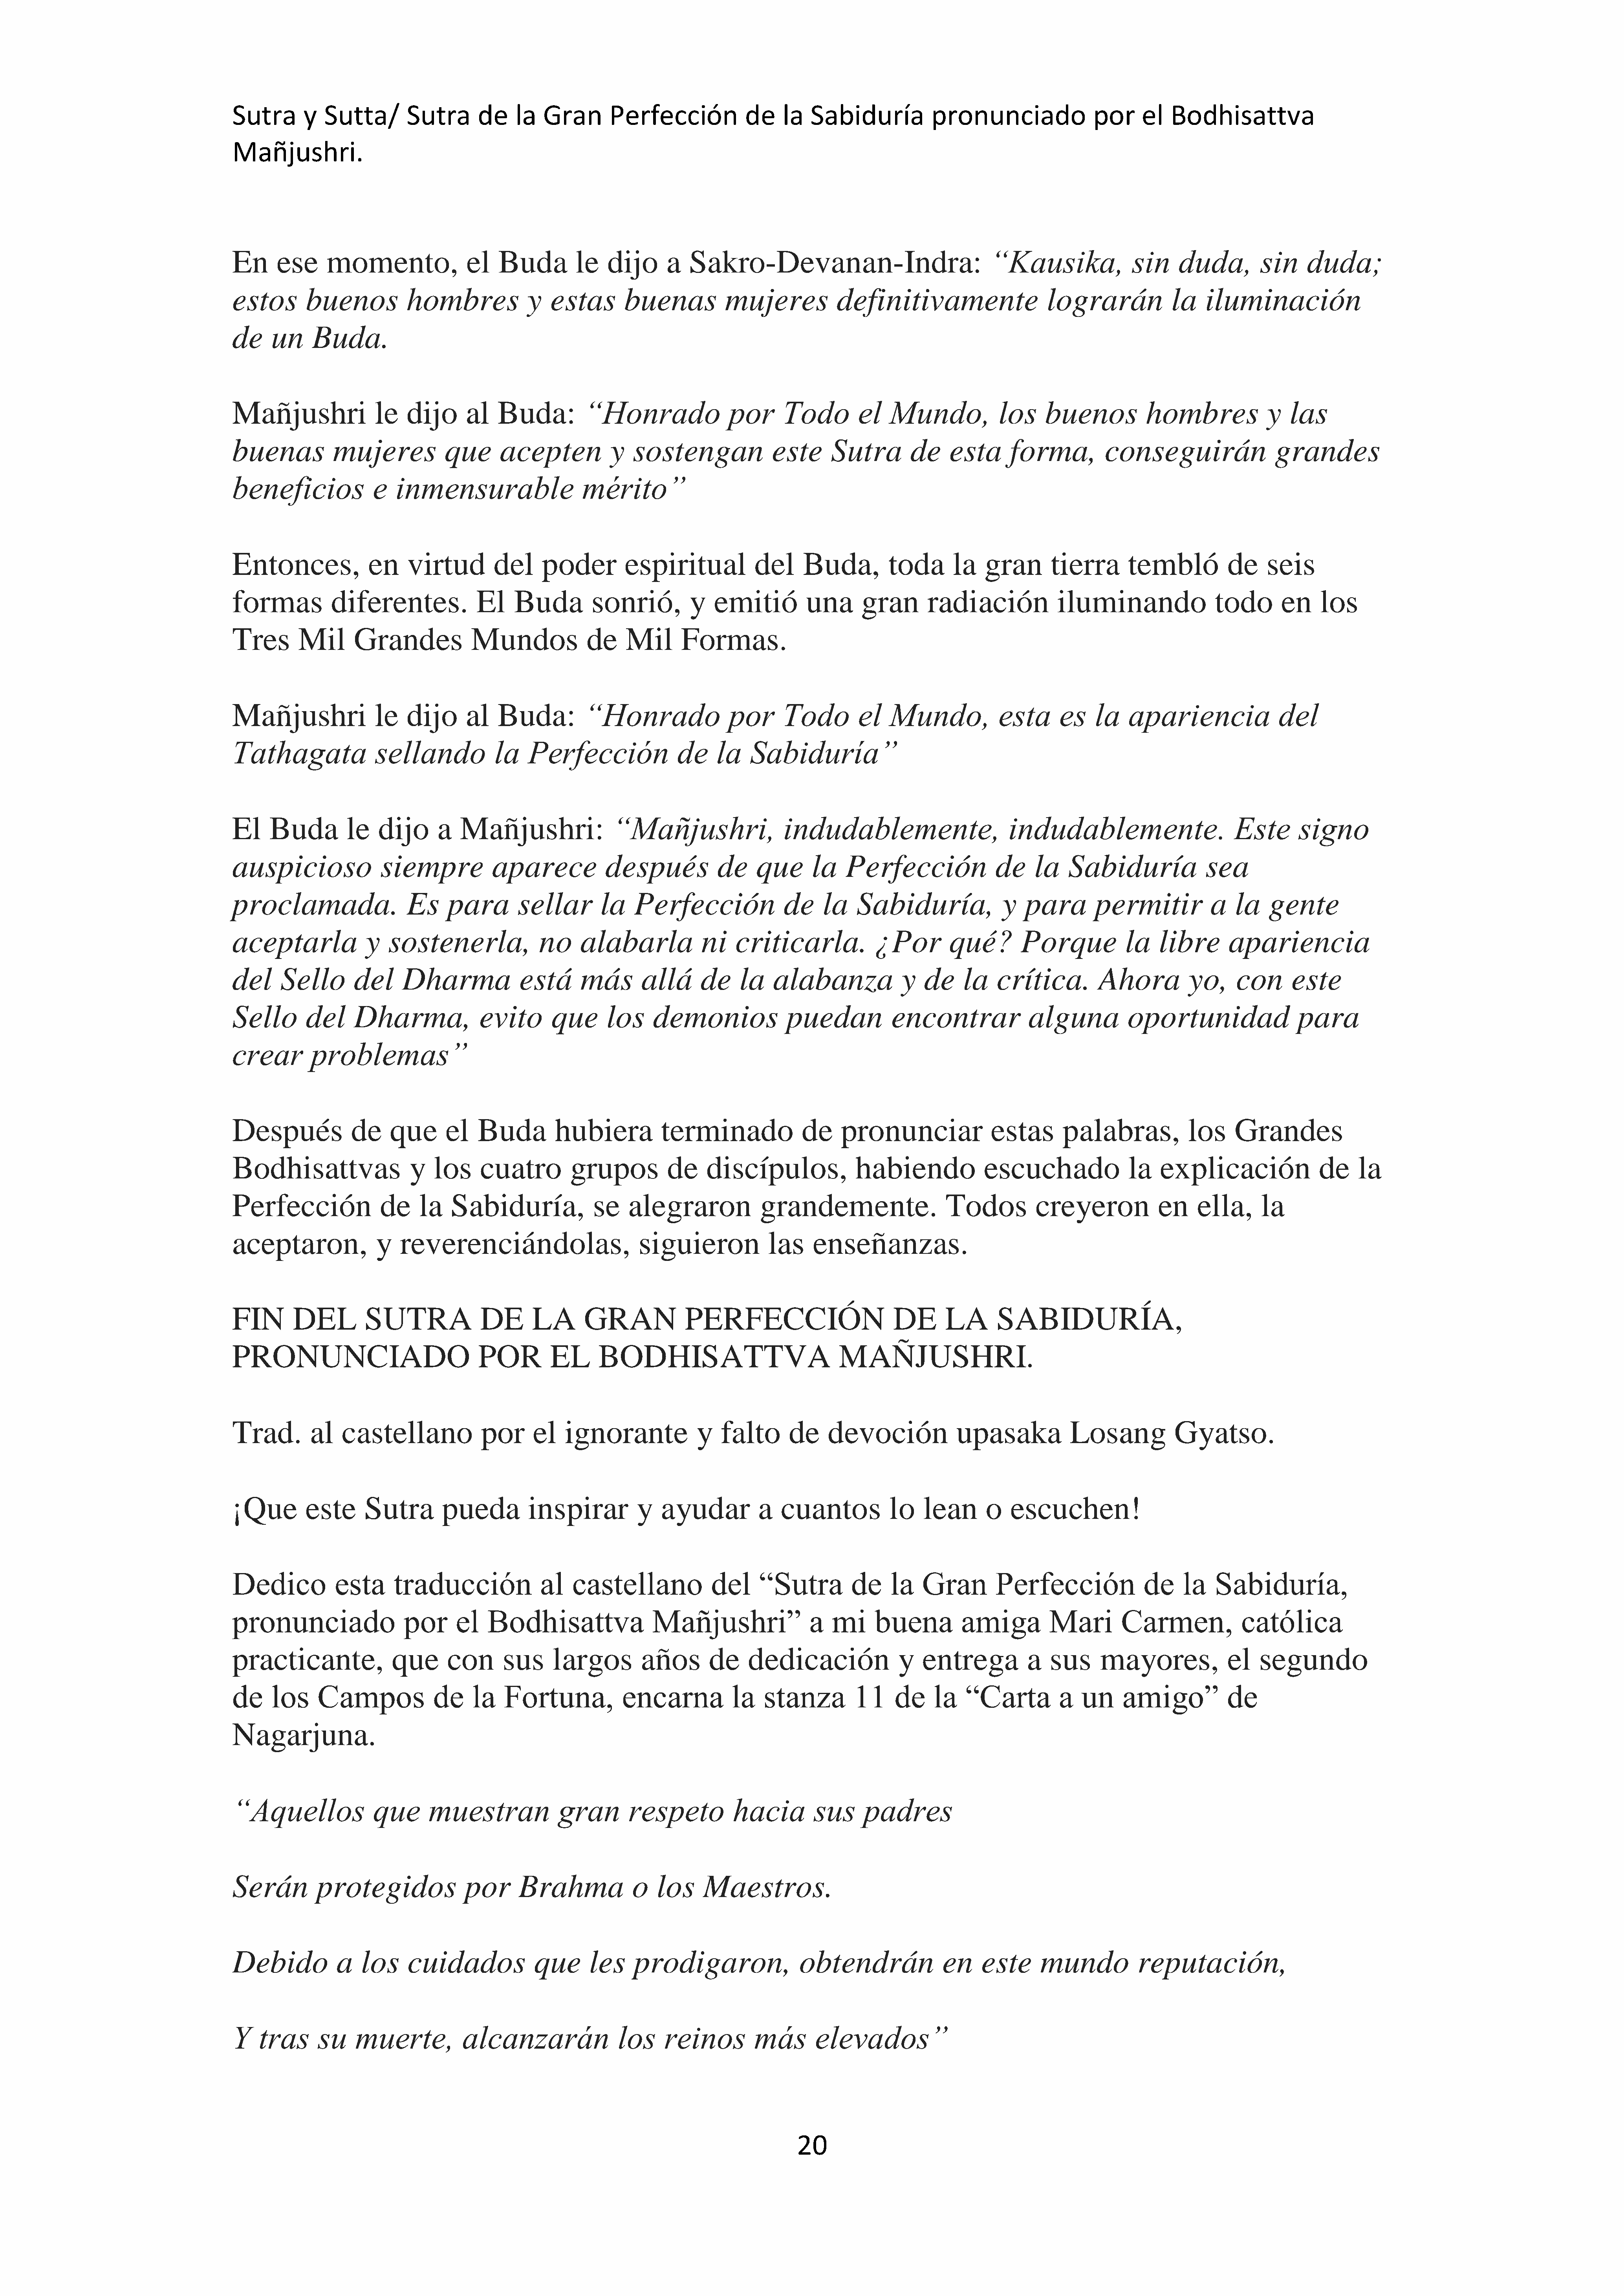 Sutra y Sutta/ Sutra de la Gran Perfección de la Sabiduría pronunciado por el Bodhisattva
Mañjushri.
En ese momento, el Buda le dijo a Sakro-Devanan-Indra: “Kausika, sin duda, sin duda;
estos buenos hombres y estas buenas mujeres definitivamente lograrán la iluminación
de un Buda.
Mañjushri le dijo al Buda: “Honrado por Todo el Mundo, los buenos hombres y las
buenas mujeres que acepten y sostengan este Sutra de esta forma, conseguirán grandes
beneficios e inmensurable mérito”
Entonces, en virtud del poder espiritual del Buda, toda la gran tierra tembló de seis
formas diferentes. El Buda sonrió, y emitió una gran radiación iluminando todo en los
Tres Mil Grandes Mundos de Mil Formas.
Mañjushri le dijo al Buda: “Honrado por Todo el Mundo, esta es la apariencia del
Tathagata sellando la Perfección de la Sabiduría”
El Buda le dijo a Mañjushri: “Mañjushri, indudablemente, indudablemente. Este signo
auspicioso siempre aparece después de que la Perfección de la Sabiduría sea
proclamada. Es para sellar la Perfección de la Sabiduría, y para permitir a la gente
aceptarla y sostenerla, no alabarla ni criticarla. ¿Por qué? Porque la libre apariencia
del Sello del Dharma está más allá de la alabanza y de la crítica. Ahora yo, con este
Sello del Dharma, evito que los demonios puedan encontrar alguna oportunidad para
crear problemas”
Después de que el Buda hubiera terminado de pronunciar estas palabras, los Grandes
Bodhisattvas y los cuatro grupos de discípulos, habiendo escuchado la explicación de la
Perfección de la Sabiduría, se alegraron grandemente. Todos creyeron en ella, la
aceptaron, y reverenciándolas, siguieron las enseñanzas.
FIN DEL SUTRA DE LA GRAN PERFECCIÓN DE LA SABIDURÍA,
PRONUNCIADO POR EL BODHISATTVA MAÑJUSHRI.
Trad. al castellano por el ignorante y falto de devoción upasaka Losang Gyatso.
¡Que este Sutra pueda inspirar y ayudar a cuantos lo lean o escuchen!
Dedico esta traducción al castellano del “Sutra de la Gran Perfección de la Sabiduría,
pronunciado por el Bodhisattva Mañjushri” a mi buena amiga Mari Carmen, católica
practicante, que con sus largos años de dedicación y entrega a sus mayores, el segundo
de los Campos de la Fortuna, encarna la stanza 11 de la “Carta a un amigo” de
Nagarjuna.
“Aquellos que muestran gran respeto hacia sus padres
Serán protegidos por Brahma o los Maestros.
Debido a los cuidados que les prodigaron, obtendrán en este mundo reputación,
Y tras su muerte, alcanzarán los reinos más elevados”
20